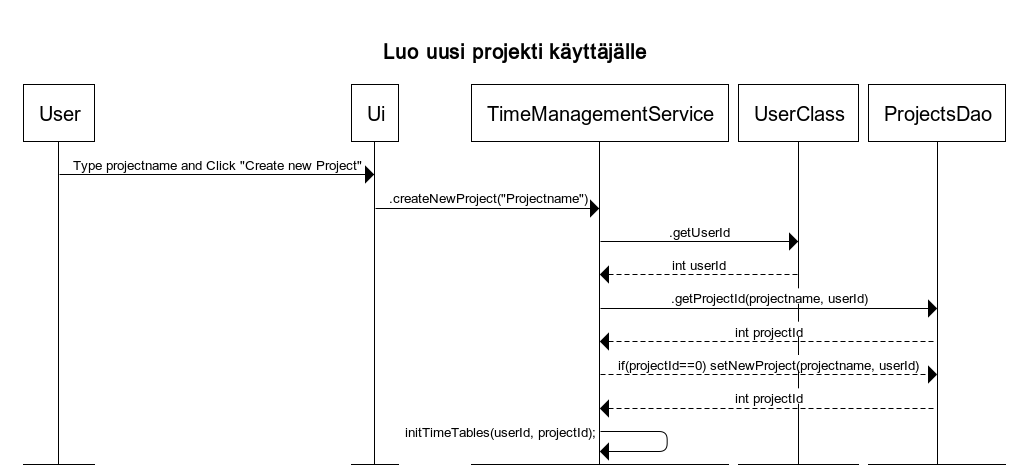 Luo uusi projekti käyttäjälle
User
Ui
TimeManagementService
UserClass
ProjectsDao
Type projectname and Click "Create new Project"
.createNewProject("Projectname")
.getUserId
int userId
.getProjectId(projectname, userId)
int projectId
if(projectId==0) setNewProject(projectname, userId)
int projectId
initTimeTables(userId, projectId);